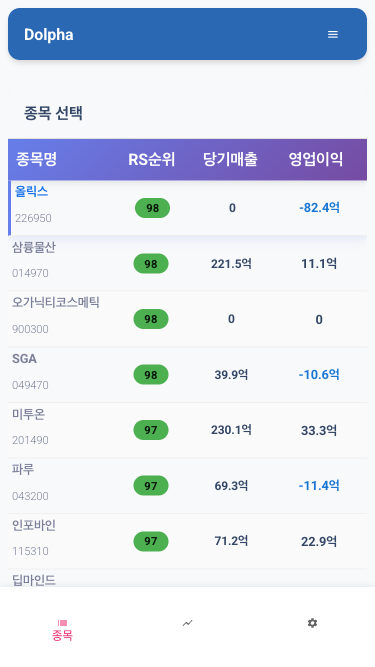 Dolpha
종목 선택
종목명 RS순위 당기매출 영업이익
올릭스
226950 98 0 -82.4억
삼륭물산
014970 98 221.5억 11.1억
오가닉티코스메틱
900300 98 0 0
SGA
049470 98 39.9억 -10.6억
미투온
201490 97 230.1억 33.3억
파루
043200 97 69.3억 -11.4억
인포바인
115310 97 71.2억 22.9억
딥마인드
종목